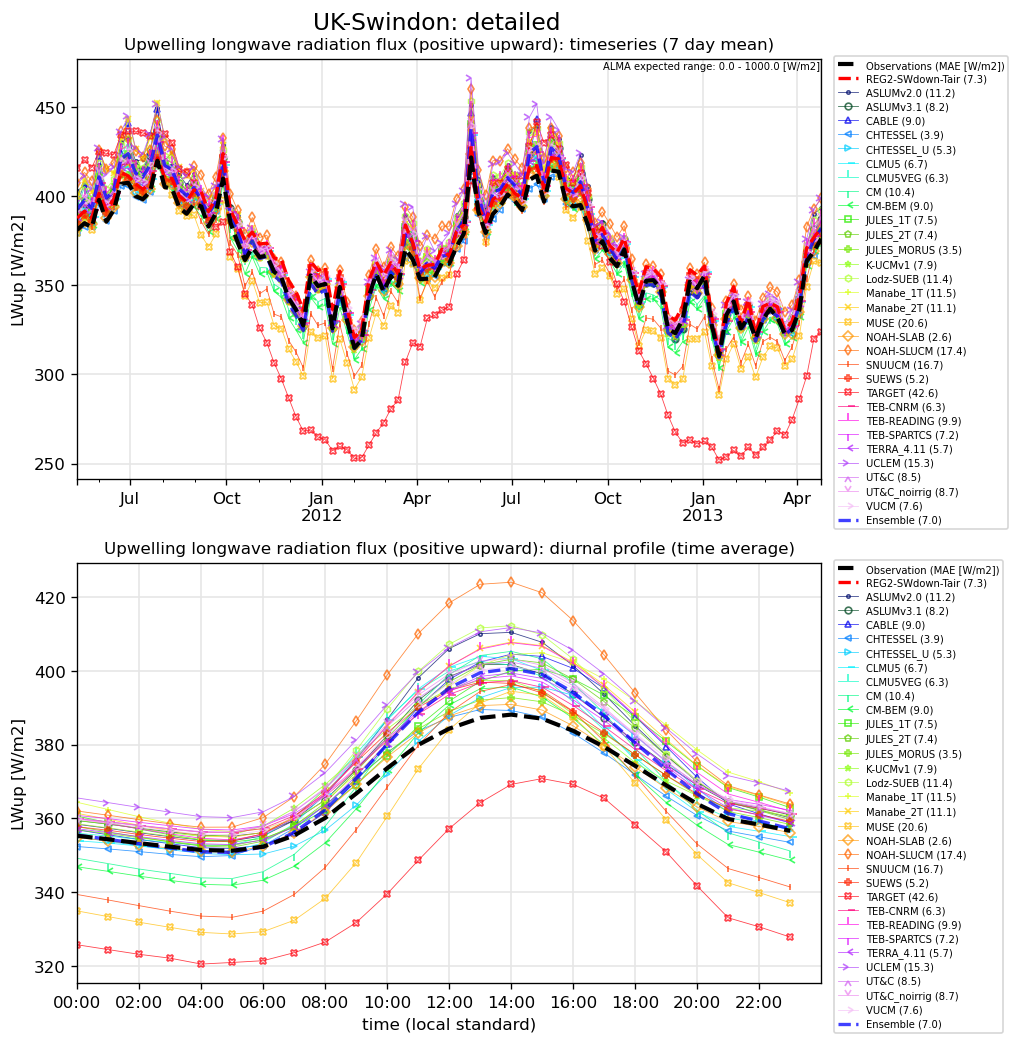 UK-Swindon: detailed
Upwelling longwave radiation flux (positive upward): timeseries (7 day mean)
ALMA expected range: 0.0 - 1000.0 [W/m2]
LWup [W/m2]
450
400
350
300
250
Jul
Oct
Jan
2012
Apr
Jul
Oct
Jan
2013
Apr
Observations (MAE [W/m2])
REG2-SWdown-Tair (7.3)
ASLUMv2.0 (11.2)
ASLUMv3.1 (8.2)
CABLE (9.0)
CHTESSEL (3.9)
CHTESSEL_U (5.3)
CLMU5 (6.7)
CLMU5VEG (6.3)
CM (10.4)
CM-BEM (9.0)
JULES_1T (7.5)
JULES_2T (7.4)
JULES_MORUS (3.5)
K-UCMv1 (7.9)
Lodz-SUEB (11.4)
Manabe_1T (11.5)
Manabe_2T (11.1)
MUSE (20.6)
NOAH-SLAB (2.6)
NOAH-SLUCM (17.4)
SNUUCM (16.7)
SUEWS (5.2)
TARGET (42.6)
TEB-CNRM (6.3)
TEB-READING (9.9)
TEB-SPARTCS (7.2)
TERRA_4.11 (5.7)
UCLEM (15.3)
UT&C (8.5)
UT&C_noirrig (8.7)
VUCM (7.6)
Ensemble (7.0)
Upwelling longwave radiation flux (positive upward): diurnal profile (time average)
LWup [W/m2]
420
400
380
360
340
320
00:00
02:00
04:00
06:00
08:00
10:00
12:00
14:00
16:00
18:00
20:00
22:00
time (local standard)
Observation (MAE [W/m2])
REG2-SWdown-Tair (7.3)
ASLUMv2.0 (11.2)
ASLUMv3.1 (8.2)
CABLE (9.0)
CHTESSEL (3.9)
CHTESSEL_U (5.3)
CLMU5 (6.7)
CLMU5VEG (6.3)
CM (10.4)
CM-BEM (9.0)
JULES_1T (7.5)
JULES_2T (7.4)
JULES_MORUS (3.5)
K-UCMv1 (7.9)
Lodz-SUEB (11.4)
Manabe_1T (11.5)
Manabe_2T (11.1)
MUSE (20.6)
NOAH-SLAB (2.6)
NOAH-SLUCM (17.4)
SNUUCM (16.7)
SUEWS (5.2)
TARGET (42.6)
TEB-CNRM (6.3)
TEB-READING (9.9)
TEB-SPARTCS (7.2)
TERRA_4.11 (5.7)
UCLEM (15.3)
UT&C (8.5)
UT&C_noirrig (8.7)
VUCM (7.6)
Ensemble (7.0)